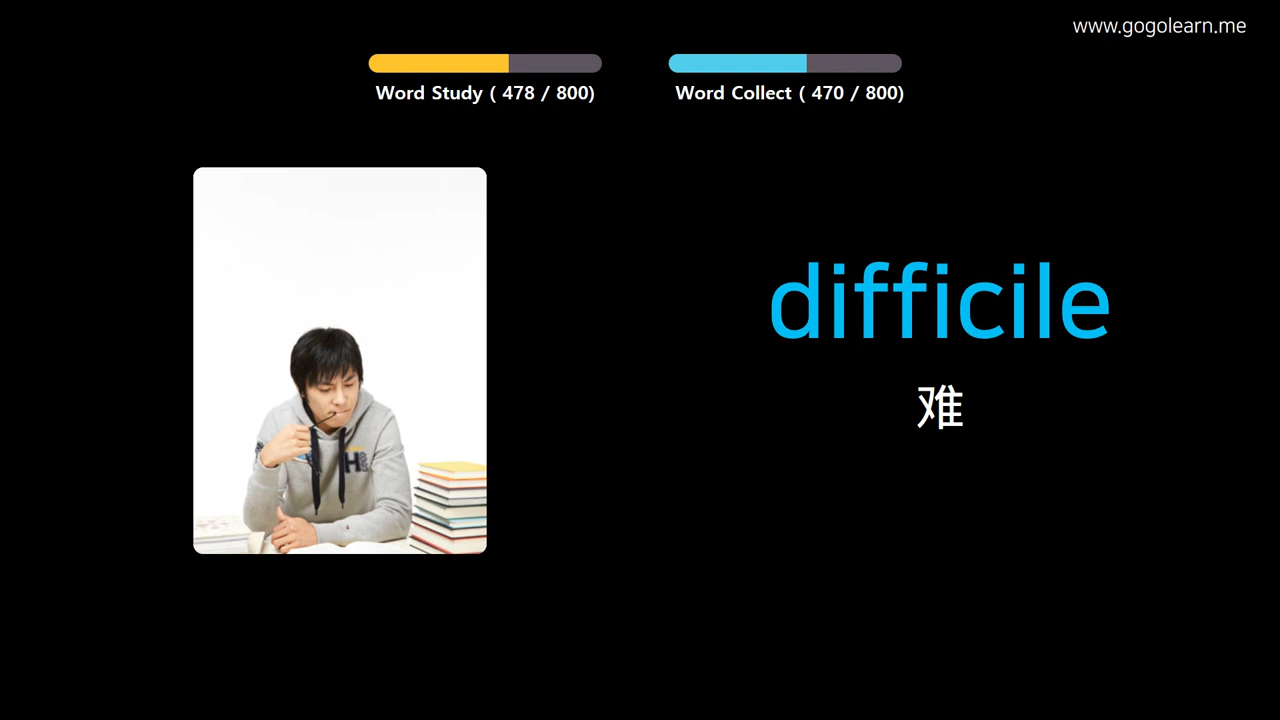 www.gogolearn.me
Word Study ( 478 / 800)
Word Collect ( 470 / 800)
difficile
难
H